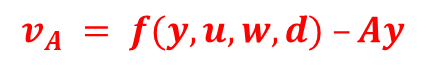 v_A = f(y,u,w,d) – Ay